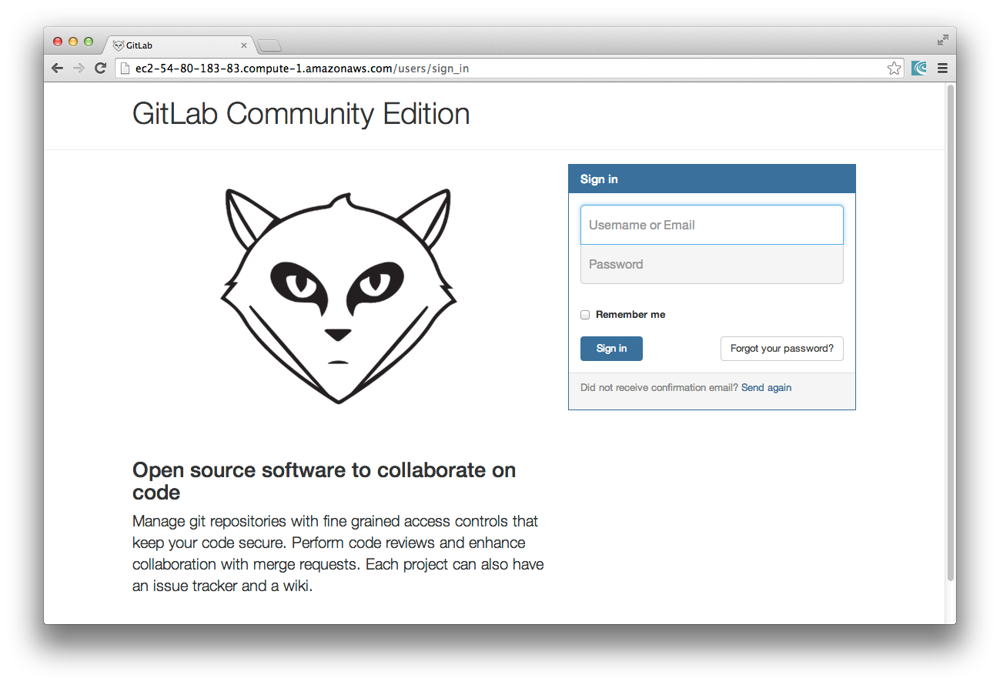 GitLab
ec2-54-80-183-83.compute-1.amazonaws.com/users/sign_in
GitLab Community Edition
Sign in
Username or Email
Password
Remember me
Sign in
Forgot your password?
Did not receive confirmation email? Send again
Open source software to collaborate on
code
Manage git repositories with fine grained access controls that
keep your code secure. Perform code reviews and enhance
collaboration with merge requests. Each project can also have
an issue tracker and a wiki.